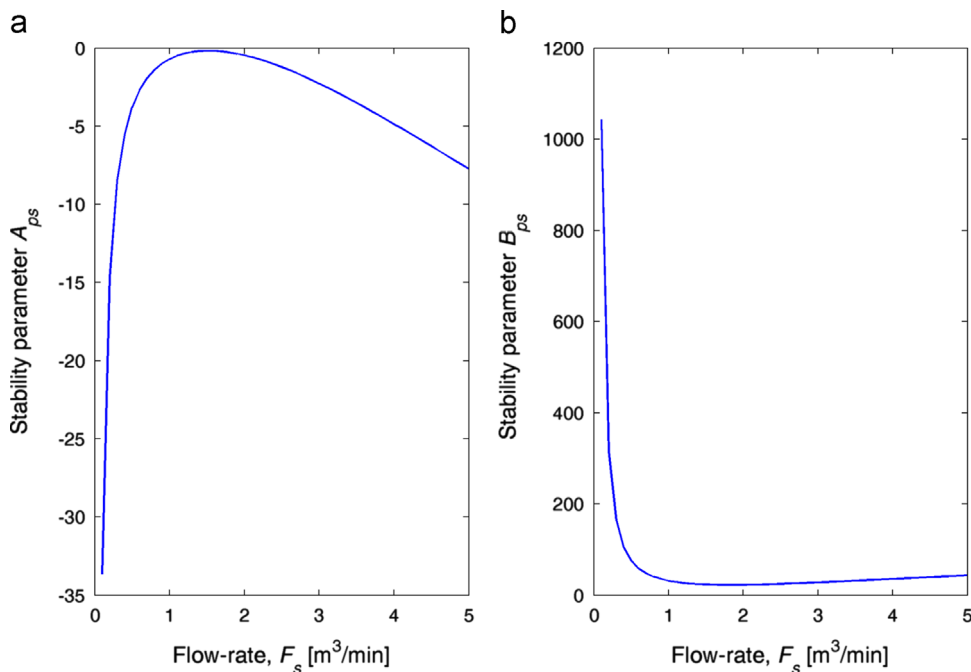 a
b
0
-5
-10
-15
-20
-25
-30
-35
Stability parameter A_ps
0 1 2 3 4 5
Flow-rate, F_s [m³/min]
1200
1000
800
600
400
200
0
Stability parameter B_ps
0 1 2 3 4 5
Flow-rate, F_s [m³/min]